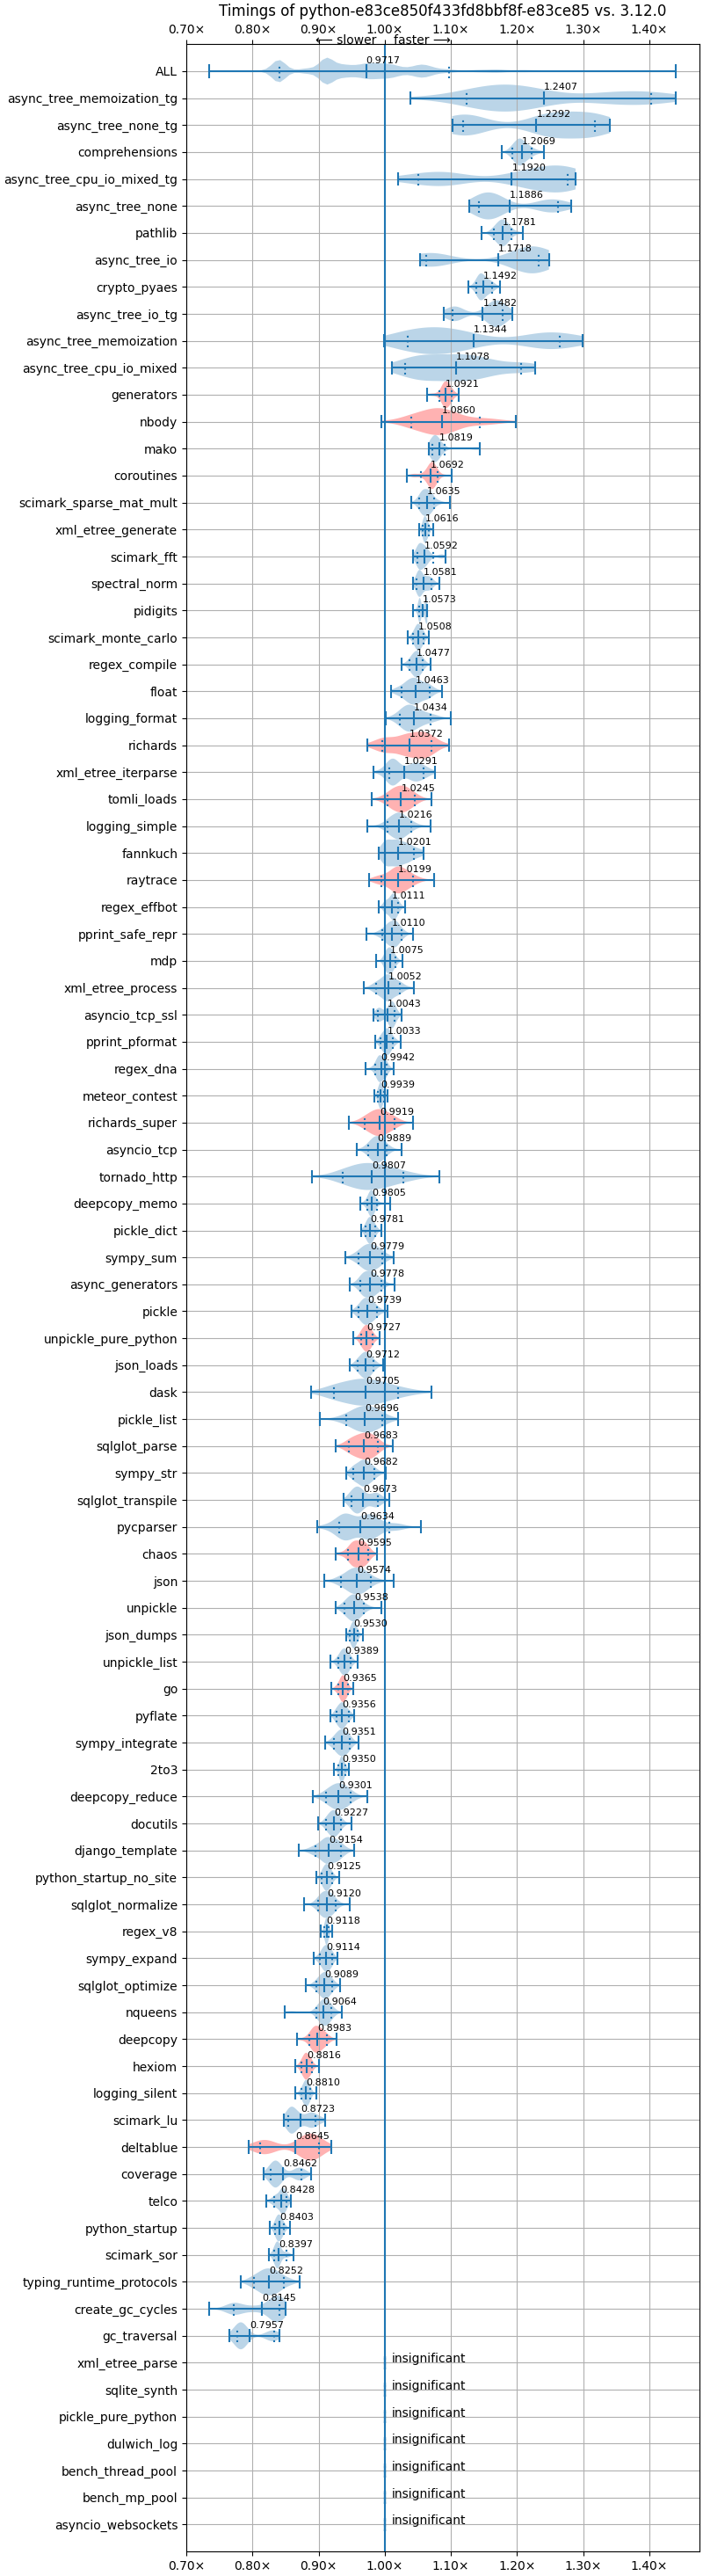 Timings of python-e83ce850f433fd8bbf8f-e83ce85 vs. 3.12.0
0.70× 0.80× 0.90× 1.00× 1.10× 1.20× 1.30× 1.40×
⟵ slower faster ⟶
ALL 0.9717
async_tree_memoization_tg 1.2407
async_tree_none_tg 1.2292
comprehensions 1.2069
async_tree_cpu_io_mixed_tg 1.1920
async_tree_none 1.1886
pathlib 1.1781
async_tree_io 1.1718
crypto_pyaes 1.1492
async_tree_io_tg 1.1482
async_tree_memoization 1.1344
async_tree_cpu_io_mixed 1.1078
generators 1.0921
nbody 1.0860
mako 1.0819
coroutines 1.0692
scimark_sparse_mat_mult 1.0635
xml_etree_generate 1.0616
scimark_fft 1.0592
spectral_norm 1.0581
pidigits 1.0573
scimark_monte_carlo 1.0508
regex_compile 1.0477
float 1.0463
logging_format 1.0434
richards 1.0372
xml_etree_iterparse 1.0291
tomli_loads 1.0245
logging_simple 1.0216
fannkuch 1.0201
raytrace 1.0199
regex_effbot 1.0111
pprint_safe_repr 1.0110
mdp 1.0075
xml_etree_process 1.0052
asyncio_tcp_ssl 1.0043
pprint_pformat 1.0033
regex_dna 0.9942
meteor_contest 0.9939
richards_super 0.9919
asyncio_tcp 0.9889
tornado_http 0.9807
deepcopy_memo 0.9805
pickle_dict 0.9781
sympy_sum 0.9779
async_generators 0.9778
pickle 0.9739
unpickle_pure_python 0.9727
json_loads 0.9712
dask 0.9705
pickle_list 0.9696
sqlglot_parse 0.9683
sympy_str 0.9682
sqlglot_transpile 0.9673
pycparser 0.9634
chaos 0.9595
json 0.9574
unpickle 0.9538
json_dumps 0.9530
unpickle_list 0.9389
go 0.9365
pyflate 0.9356
sympy_integrate 0.9351
2to3 0.9350
deepcopy_reduce 0.9301
docutils 0.9227
django_template 0.9154
python_startup_no_site 0.9125
sqlglot_normalize 0.9120
regex_v8 0.9118
sympy_expand 0.9114
sqlglot_optimize 0.9089
nqueens 0.9064
deepcopy 0.8983
hexiom 0.8816
logging_silent 0.8810
scimark_lu 0.8723
deltablue 0.8645
coverage 0.8462
telco 0.8428
python_startup 0.8403
scimark_sor 0.8397
typing_runtime_protocols 0.8252
create_gc_cycles 0.8145
gc_traversal 0.7957
xml_etree_parse insignificant
sqlite_synth insignificant
pickle_pure_python insignificant
dulwich_log insignificant
bench_thread_pool insignificant
bench_mp_pool insignificant
asyncio_websockets insignificant
0.70× 0.80× 0.90× 1.00× 1.10× 1.20× 1.30× 1.40×